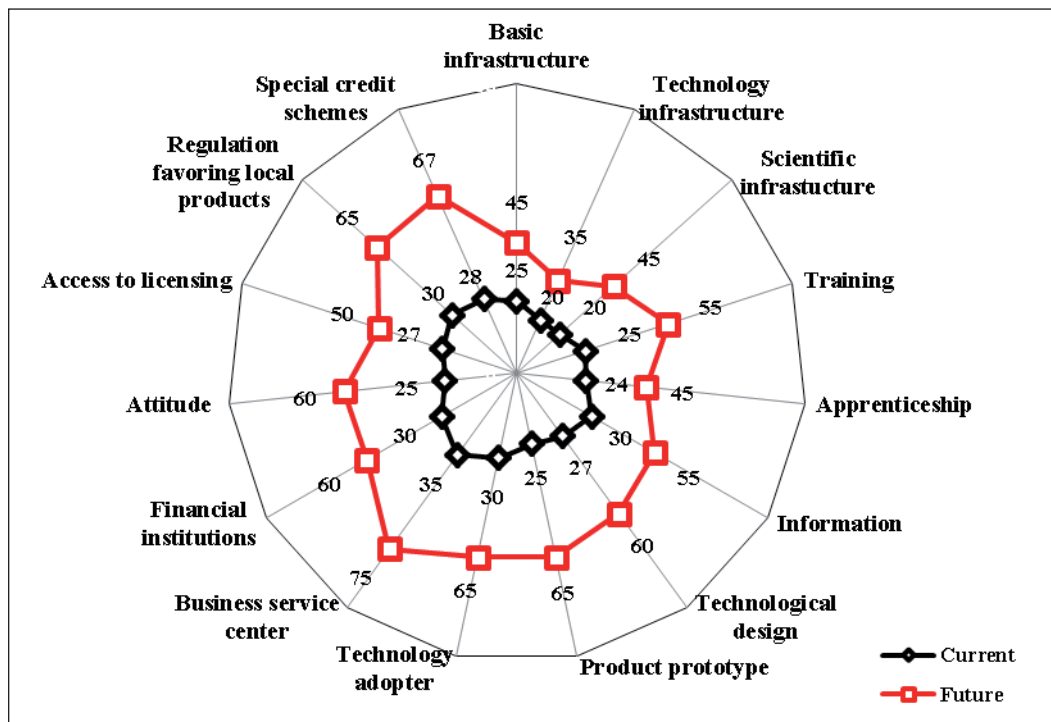 Basic
infrastructure
Special credit
schemes
Technology
infrastructure
Regulation
favoring local
products
Scientific
infrastucture
67
65
45
35
45
Access to licensing
Training
50
30
28
25
20
20
55
27
25
Attitude
60
25
24
45
Apprenticeship
60
30
30
55
Financial
institutions
35
30
25
27
Information
75
65
65
60
Business service
center
Technological
design
Technology
adopter
Product prototype
Current
Future